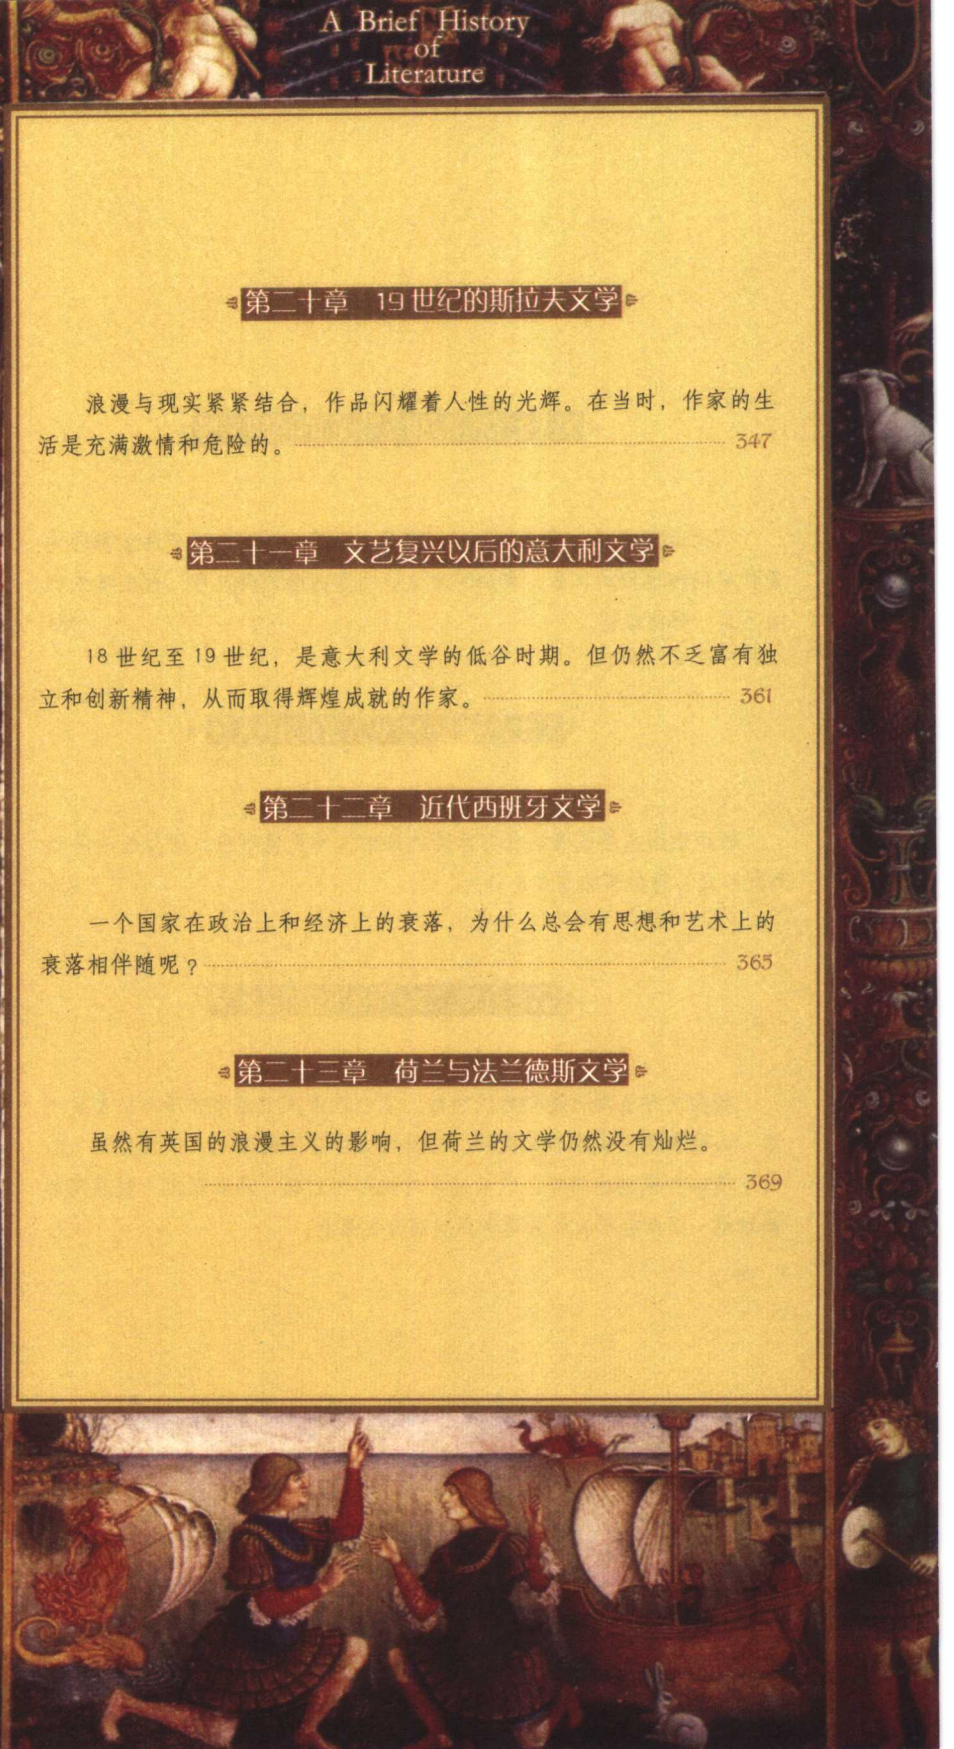 A Brief History
of
Literature
第二十章 19世纪的斯拉夫文学
浪漫与现实紧紧结合，作品闪耀着人性的光辉。在当时，作家的生
活是充满激情和危险的。 347
第二十一章 文艺复兴以后的意大利文学
18世纪至19世纪，是意大利文学的低谷时期。但仍然不乏富有独
立和创新精神，从而取得辉煌成就的作家。 361
第二十二章 近代西班牙文学
一个国家在政治上和经济上的衰落，为什么总会有思想和艺术上的
衰落相伴随呢？ 365
第二十三章 荷兰与法兰德斯文学
虽然有英国的浪漫主义的影响，但荷兰的文学仍然没有灿烂。
369